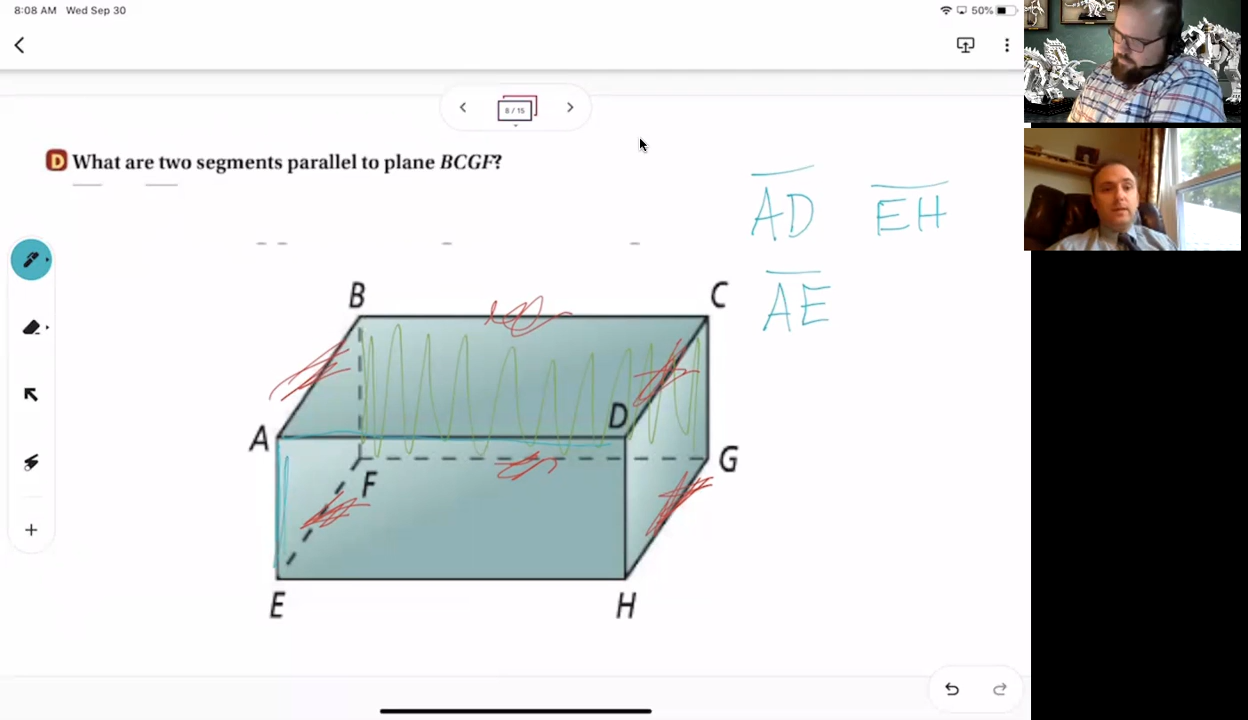 8:08 AM Wed Sep 30
50%
8 / 15
D What are two segments parallel to plane BCGF?
AD EH
AE
B
C
A
D
F
G
E
H